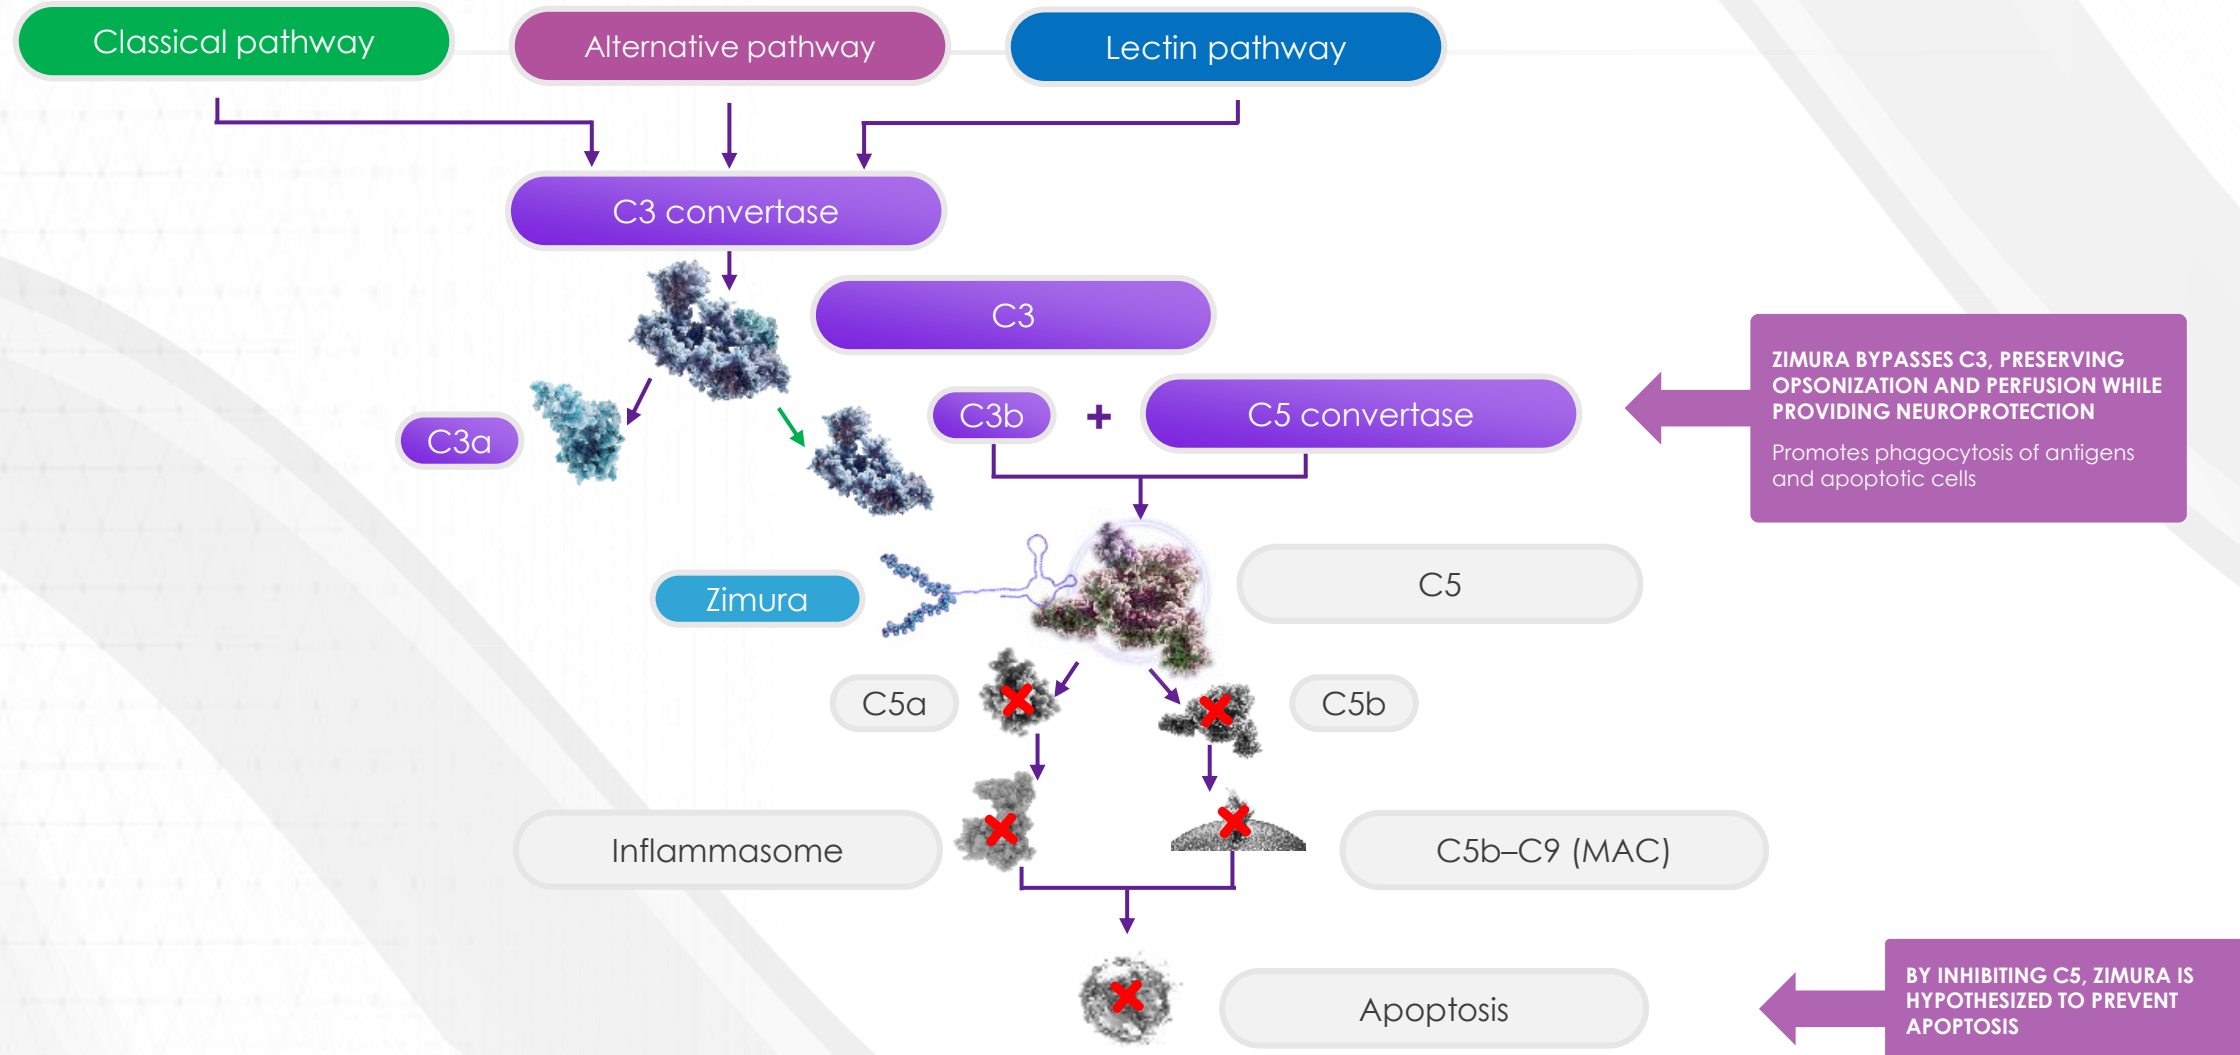 Classical pathway
Alternative pathway
Lectin pathway
C3 convertase
C3
C3a
C3b
+
C5 convertase
ZIMURA BYPASSES C3, PRESERVING
OPSONIZATION AND PERFUSION WHILE
PROVIDING NEUROPROTECTION
Promotes phagocytosis of antigens
and apoptotic cells
Zimura
C5
C5a
C5b
Inflammasome
C5b–C9 (MAC)
Apoptosis
BY INHIBITING C5, ZIMURA IS
HYPOTHESIZED TO PREVENT
APOPTOSIS